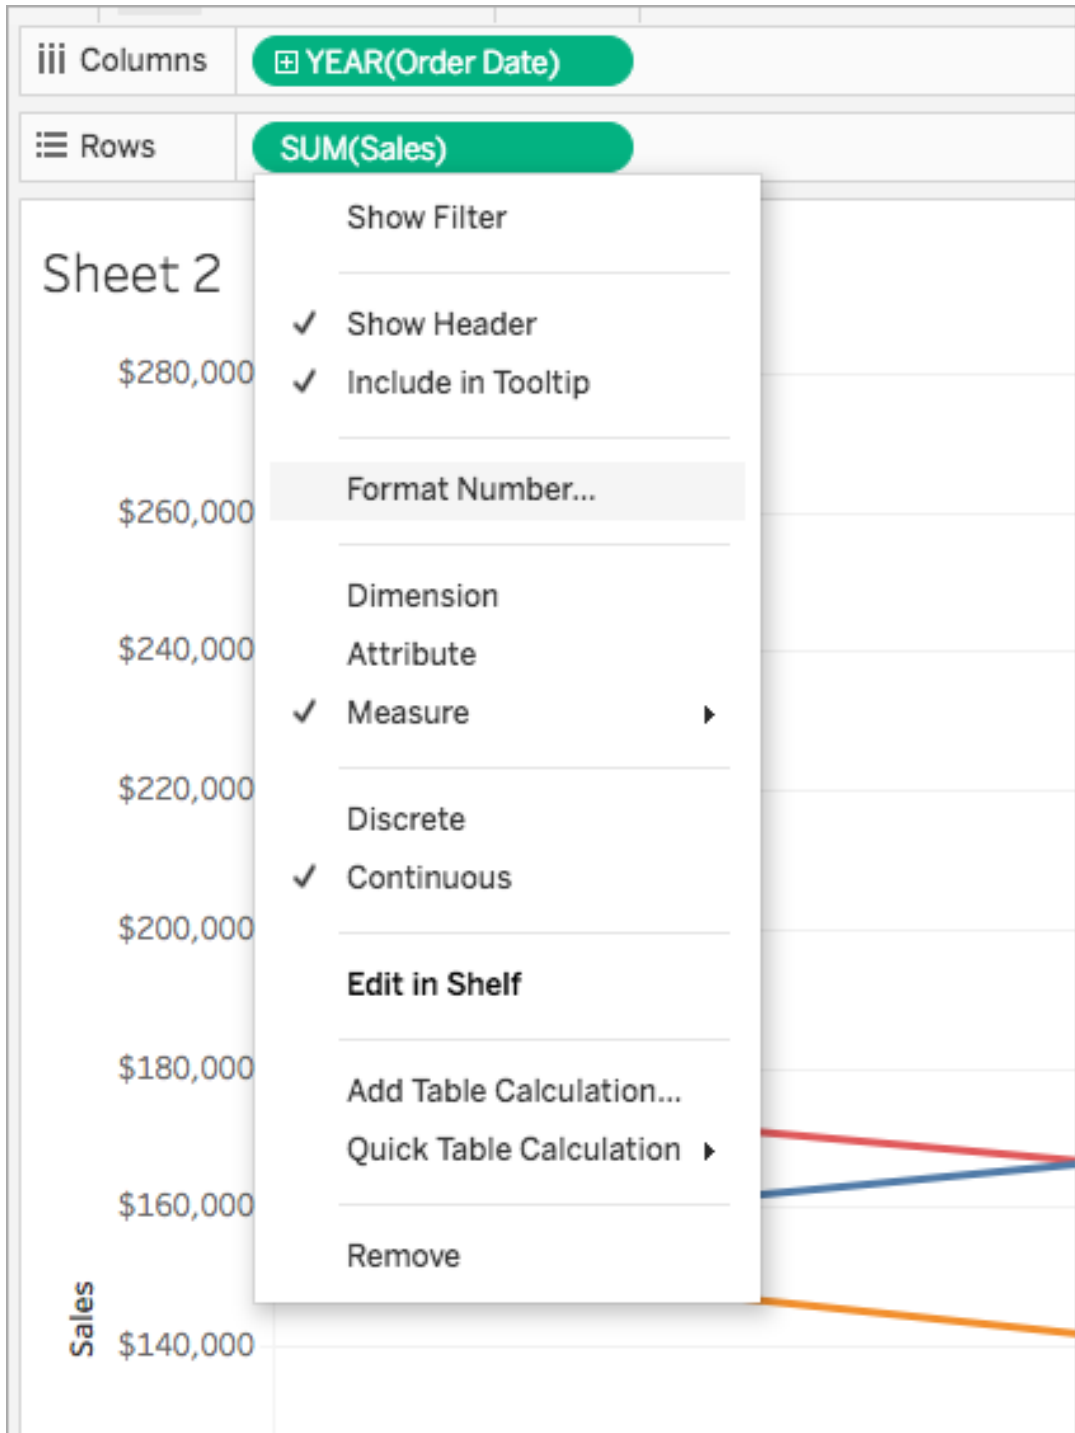 Columns
YEAR(Order Date)
Rows
SUM(Sales)
Sheet 2
Show Filter
Show Header
Include in Tooltip
Format Number...
Dimension
Attribute
Measure
Discrete
Continuous
Edit in Shelf
Add Table Calculation...
Quick Table Calculation
Remove
$280,000
$260,000
$240,000
$220,000
$200,000
$180,000
$160,000
$140,000
Sales